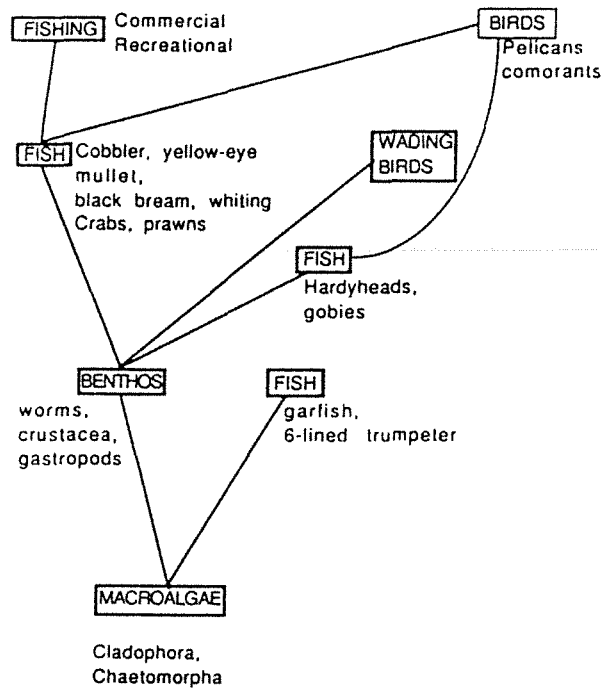 FISHING
Commercial
Recreational
BIRDS
Pelicans
comorants
FISH
Cobbler, yellow-eye
mullet,
black bream, whiting
Crabs, prawns
WADING
BIRDS
FISH
Hardyheads,
gobies
BENTHOS
worms,
crustacea,
gastropods
FISH
garfish,
6-lined trumpeter
MACROALGAE
Cladophora,
Chaetomorpha